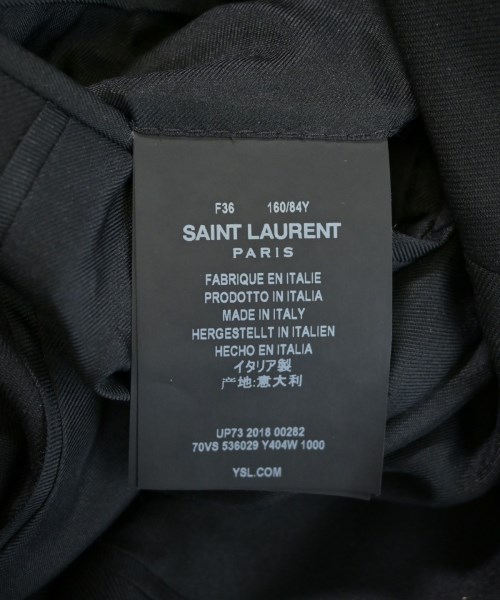 F36 160/84Y
SAINT LAURENT
PARIS
FABRIQUE EN ITALIE
PRODOTTO IN ITALIA
MADE IN ITALY
HERGESTELLT IN ITALIEN
HECHO EN ITALIA
イタリア製
产地:意大利
UP73 2018 00282
70VS 536029 Y404W 1000
YSL.COM